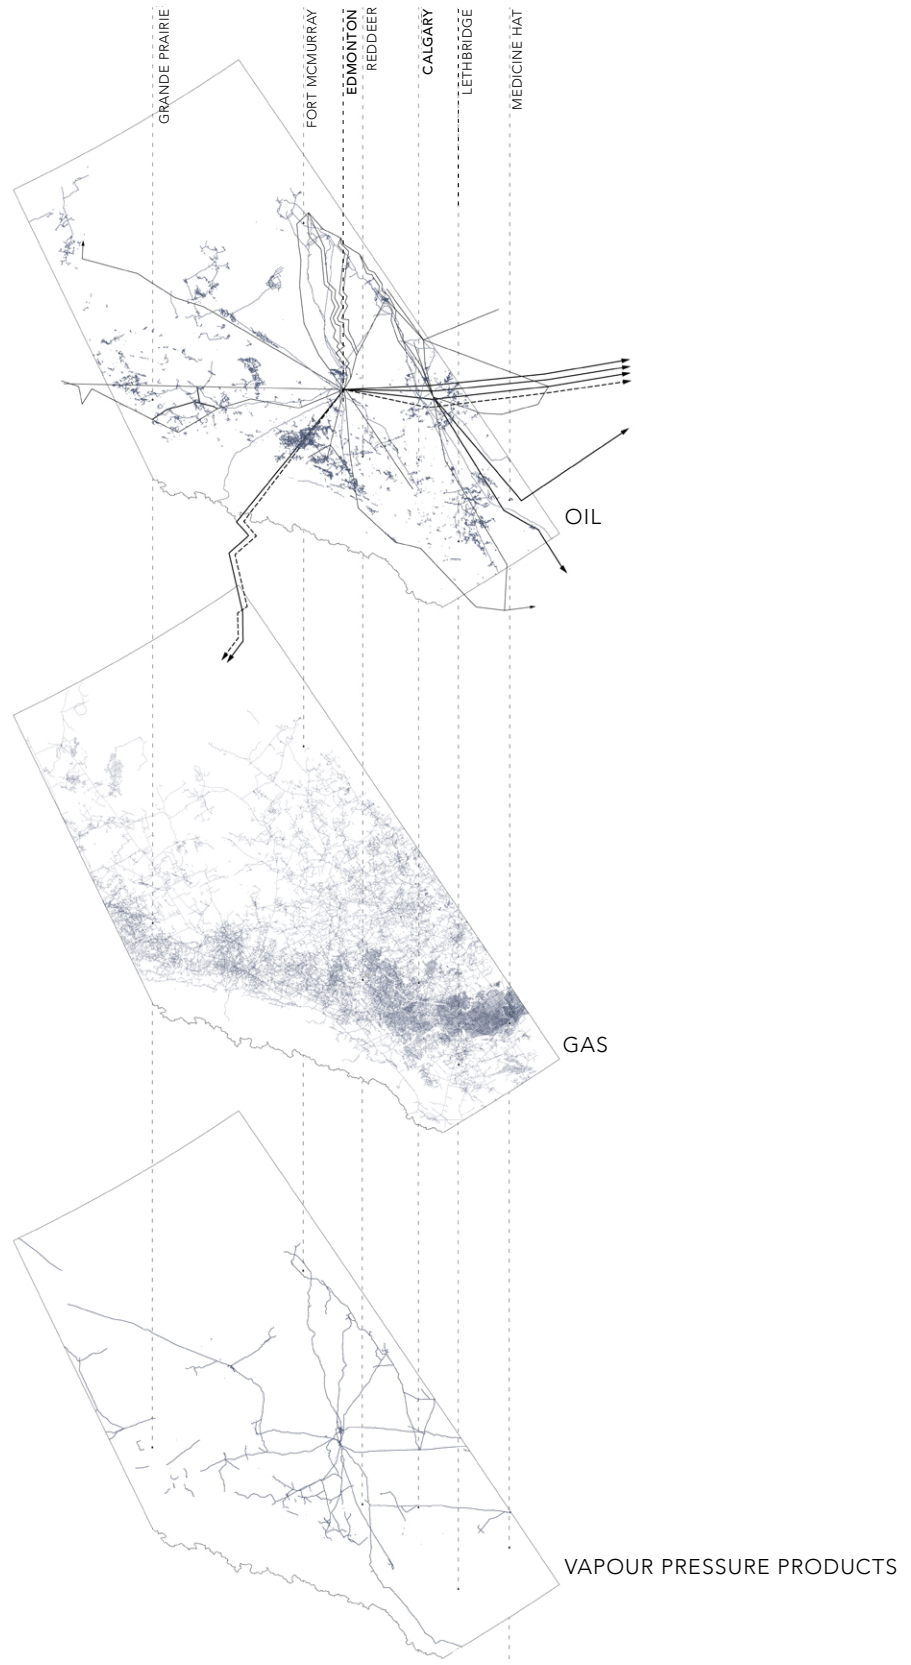 GRANDE PRAIRIE
FORT MCMURRAY
EDMONTON
REDDEER
CALGARY
LETHBRIDGE
MEDICINE HAT
OIL
GAS
VAPOUR PRESSURE PRODUCTS